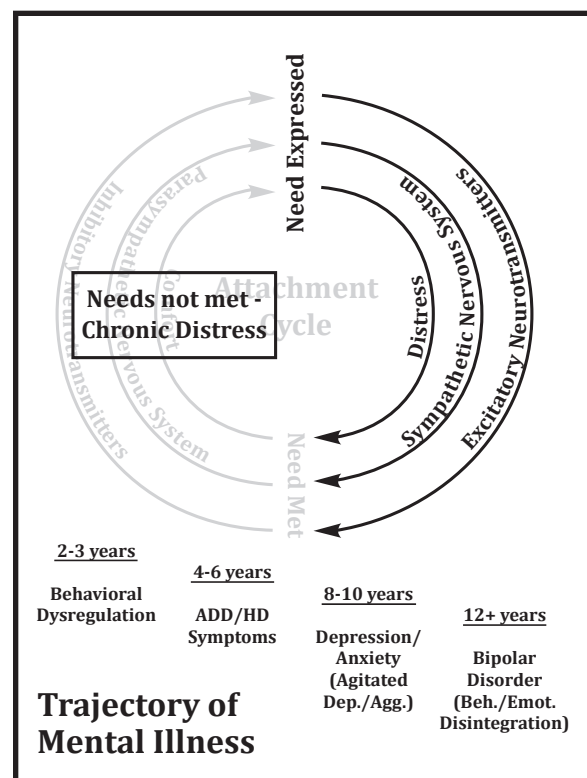 Need Expressed
Inhibitory Neurotransmitters
Parasympathetic Nervous System
Comfort
Attachment
Cycle
Needs not met -
Chronic Distress
Distress
Sympathetic Nervous System
Excitatory Neurotransmitters
Need Met
2-3 years
Behavioral
Dysregulation
4-6 years
ADD/HD
Symptoms
8-10 years
Depression/
Anxiety
(Agitated
Dep./Agg.)
12+ years
Bipolar
Disorder
(Beh./Emot.
Disintegration)
Trajectory of
Mental Illness